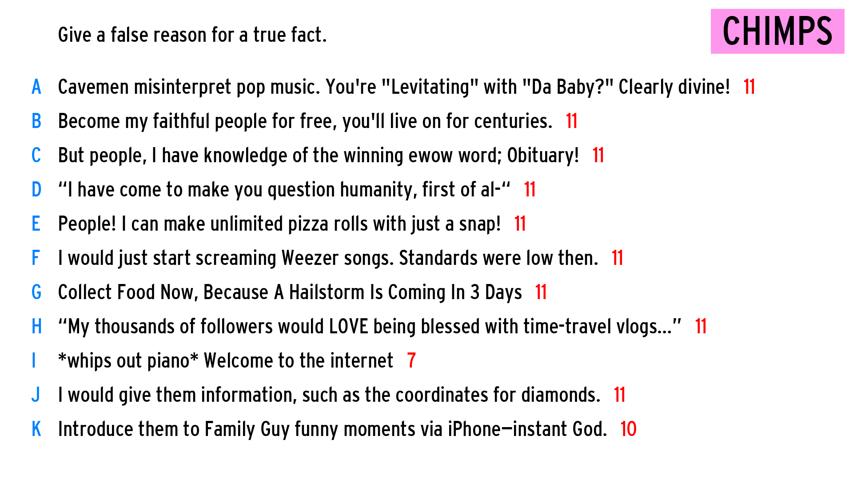 Give a false reason for a true fact.
CHIMPS
A Cavemen misinterpret pop music. You're "Levitating" with "Da Baby?" Clearly divine! 11
B Become my faithful people for free, you'll live on for centuries. 11
C But people, I have knowledge of the winning ewow word; Obituary! 11
D “I have come to make you question humanity, first of al-“ 11
E People! I can make unlimited pizza rolls with just a snap! 11
F I would just start screaming Weezer songs. Standards were low then. 11
G Collect Food Now, Because A Hailstorm Is Coming In 3 Days 11
H “My thousands of followers would LOVE being blessed with time-travel vlogs...” 11
I *whips out piano* Welcome to the internet 7
J I would give them information, such as the coordinates for diamonds. 11
K Introduce them to Family Guy funny moments via iPhone—instant God. 10